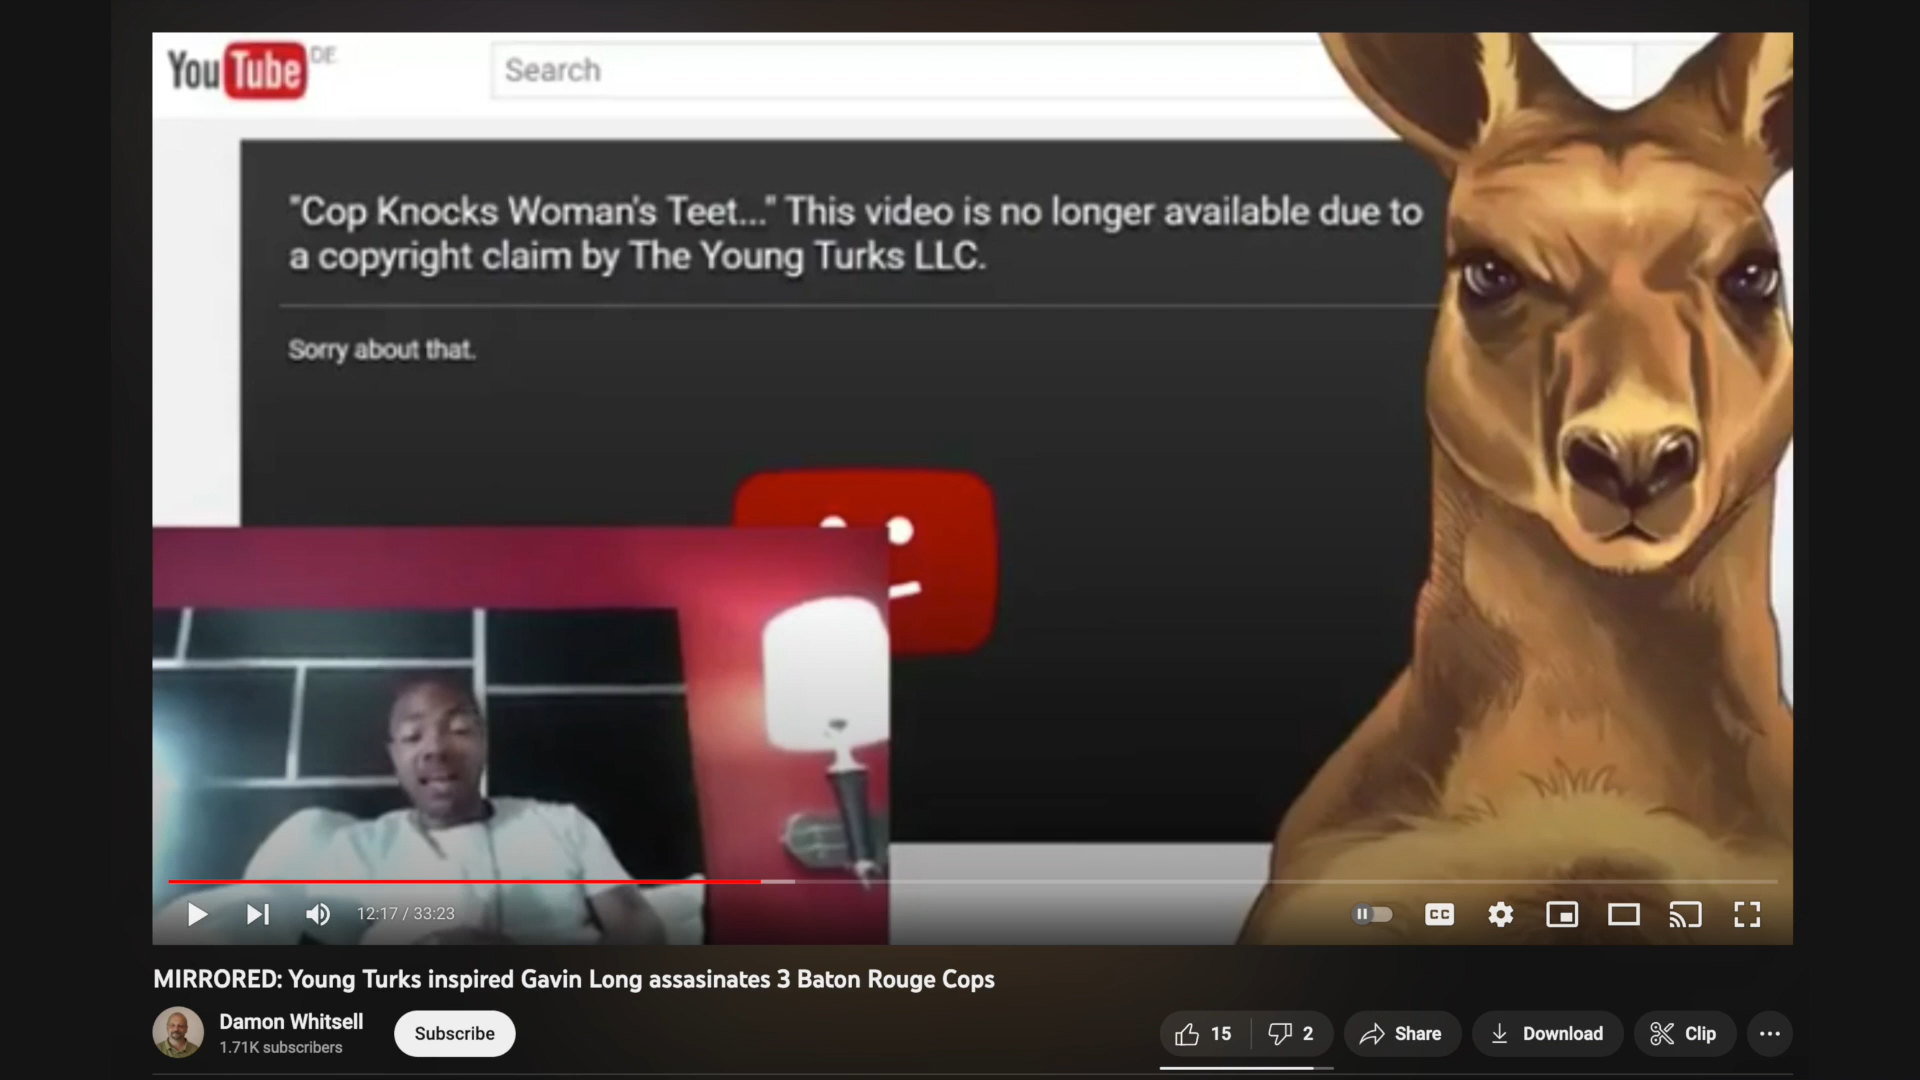 YouTube DE
Search
"Cop Knocks Woman's Teet..." This video is no longer available due to
a copyright claim by The Young Turks LLC.
Sorry about that.
12:17 / 33:23
CC
MIRRORED: Young Turks inspired Gavin Long assasinates 3 Baton Rouge Cops
Damon Whitsell
1.71K subscribers
Subscribe
15
2
Share
Download
Clip